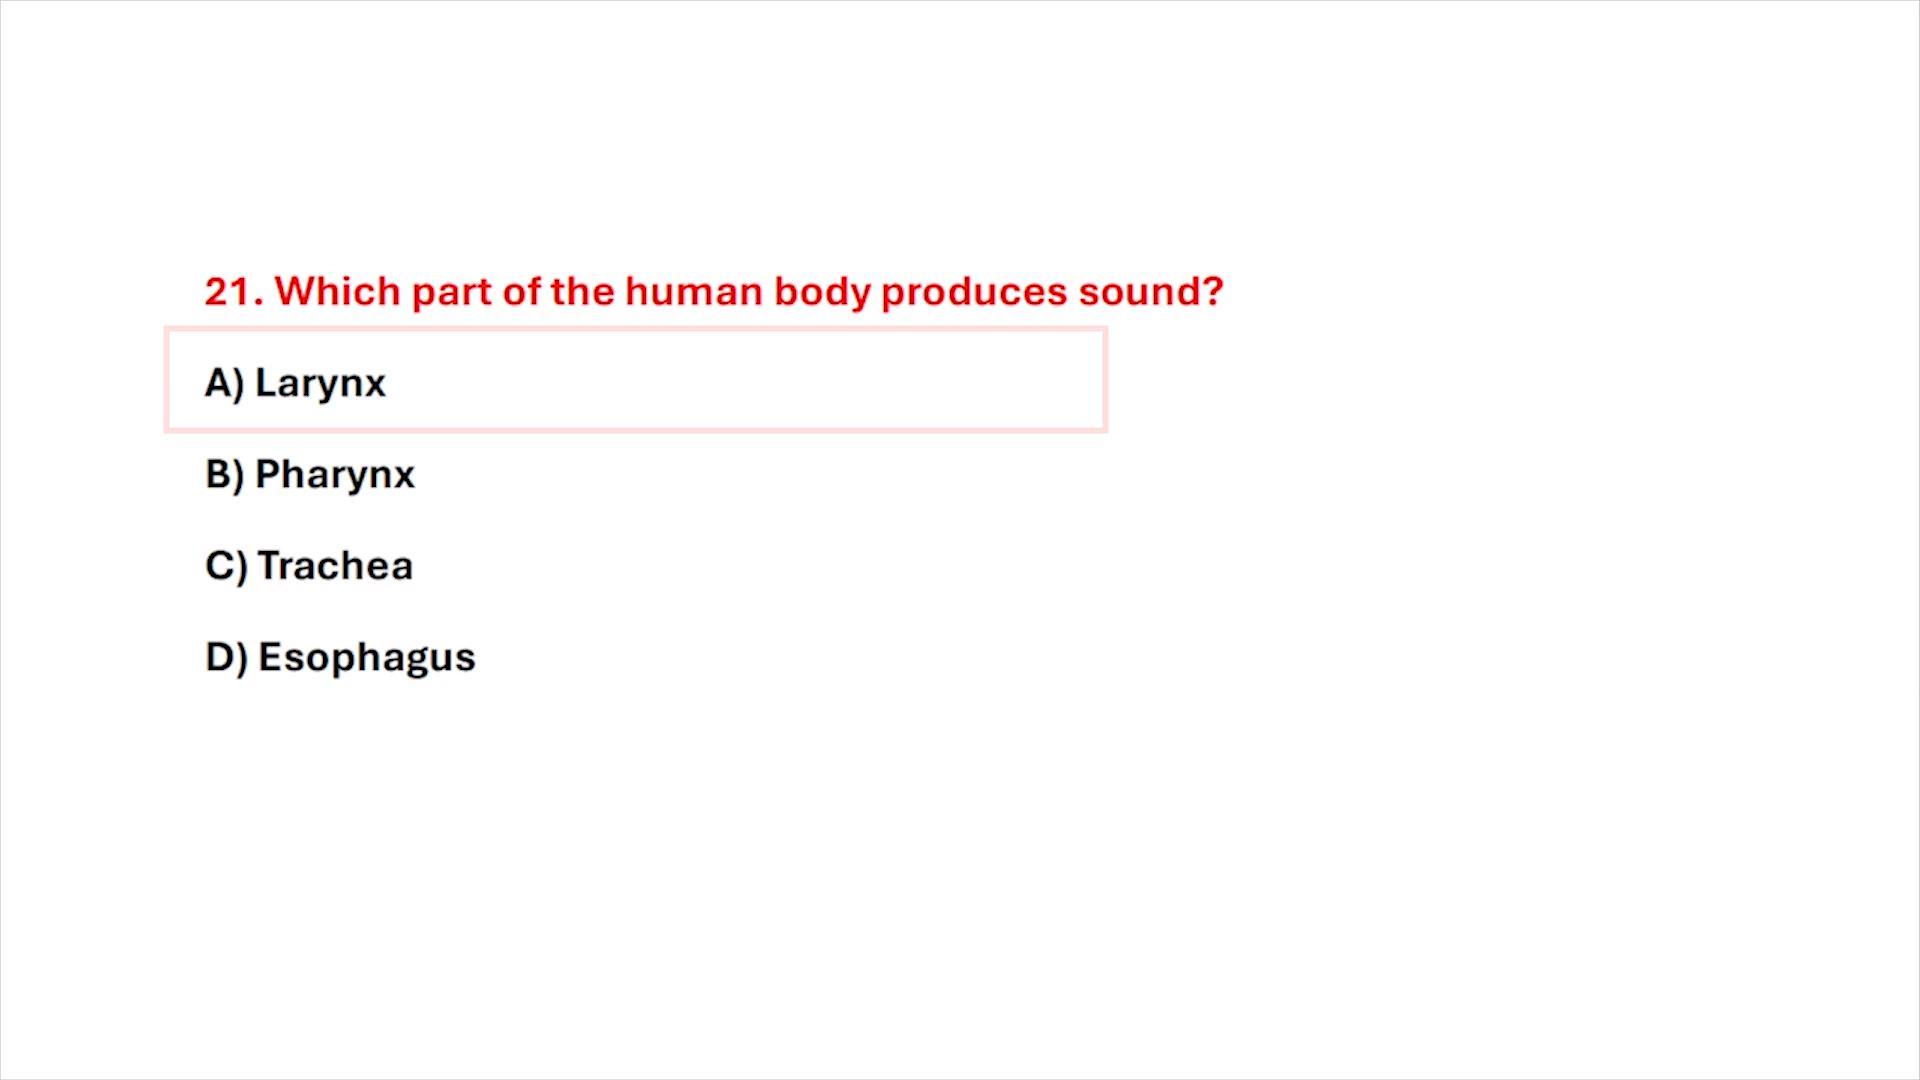 21. Which part of the human body produces sound?
A) Larynx
B) Pharynx
C) Trachea
D) Esophagus